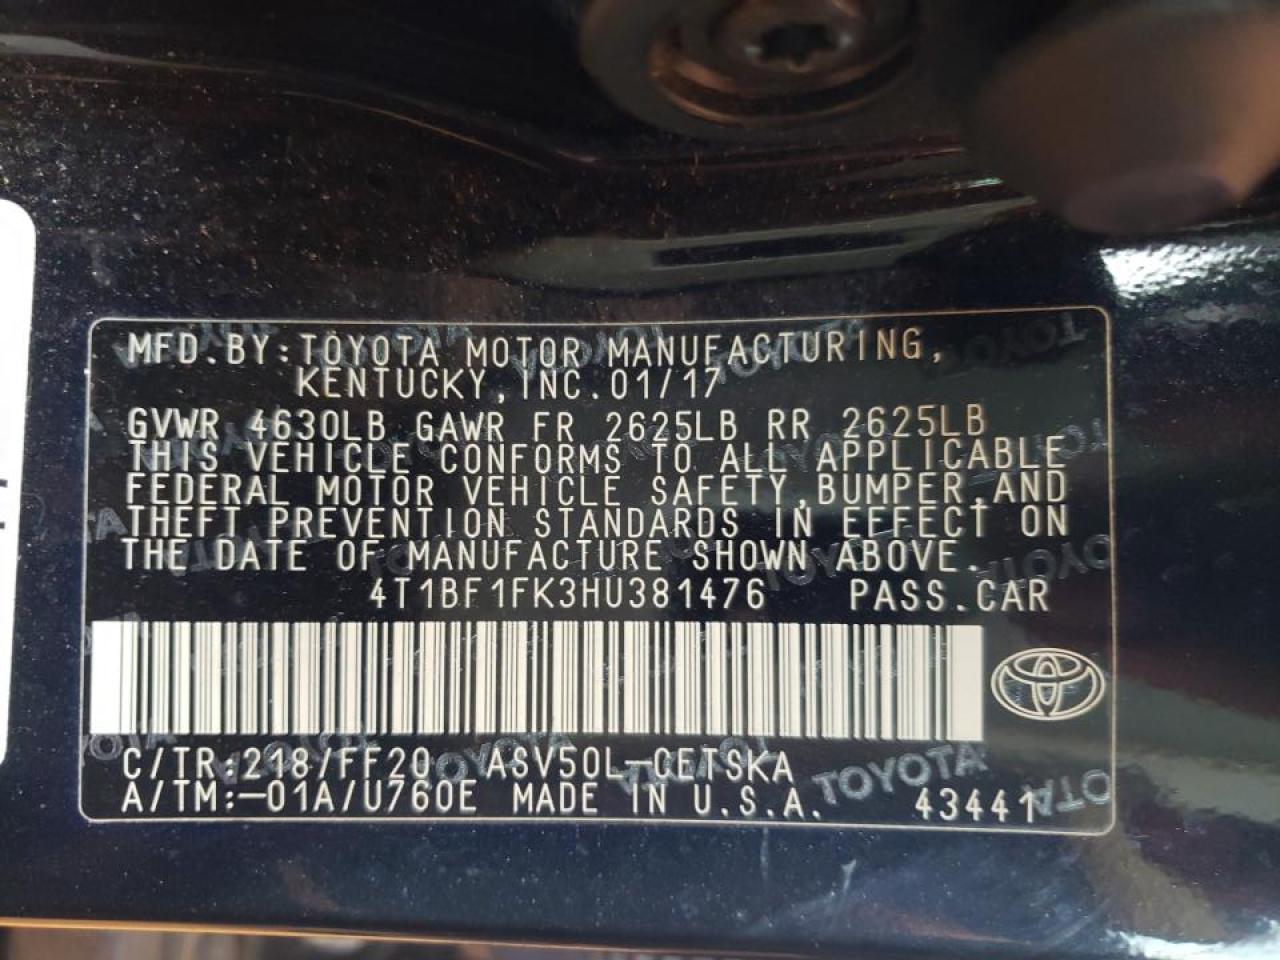 MFD.BY:TOYOTA MOTOR MANUFACTURING,
KENTUCKY,INC.01/17
GVWR 4630LB GAWR FR 2625LB RR 2625LB
THIS VEHICLE CONFORMS TO ALL APPLICABLE
FEDERAL MOTOR VEHICLE SAFETY,BUMPER,AND
THEFT PREVENTION STANDARDS IN EFFECT ON
THE DATE OF MANUFACTURE SHOWN ABOVE.
4T1BF1FK3HU381476 PASS.CAR
C/TR:218/FF20 ASV50L-CETSKA
A/TM:-01A/U760E MADE IN U.S.A. TOYOTA 43441